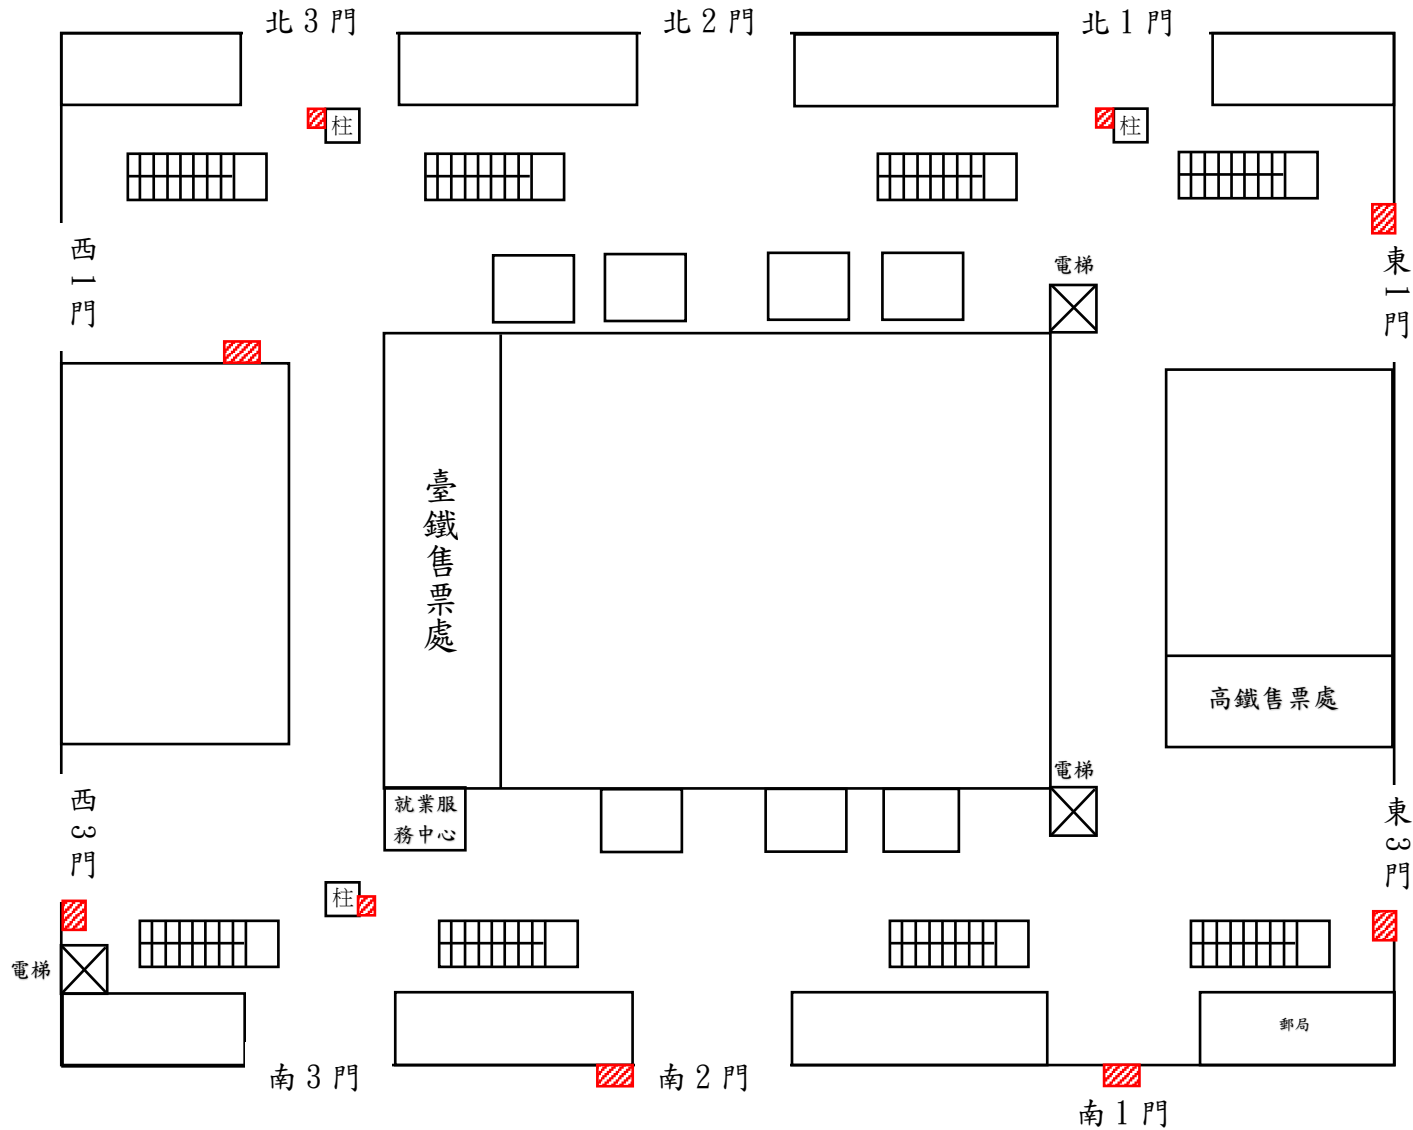 北3門
北2門
北1門
柱
柱
西1門
東1門
電梯
臺鐵售票處
高鐵售票處
電梯
就業服
務中心
西3門
東3門
柱
電梯
郵局
南3門
南2門
南1門